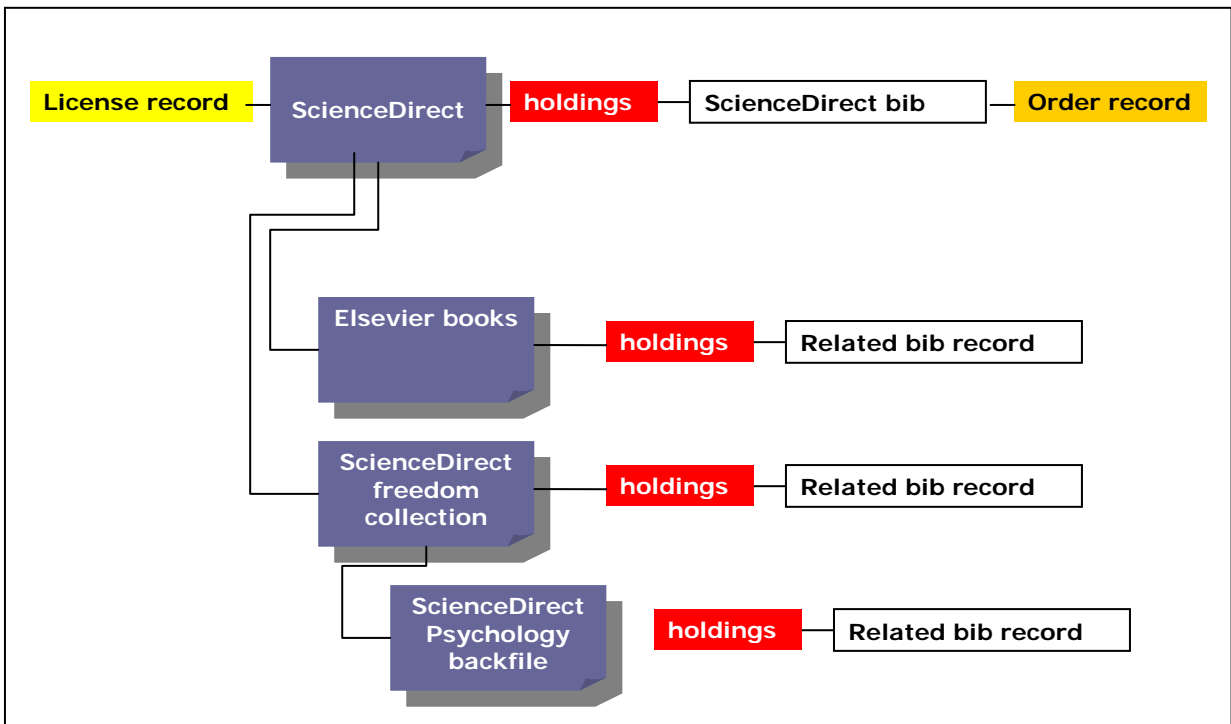 License record
ScienceDirect
holdings
ScienceDirect bib
Order record
Elsevier books
holdings
Related bib record
ScienceDirect
freedom
collection
holdings
Related bib record
ScienceDirect
Psychology
backfile
holdings
Related bib record